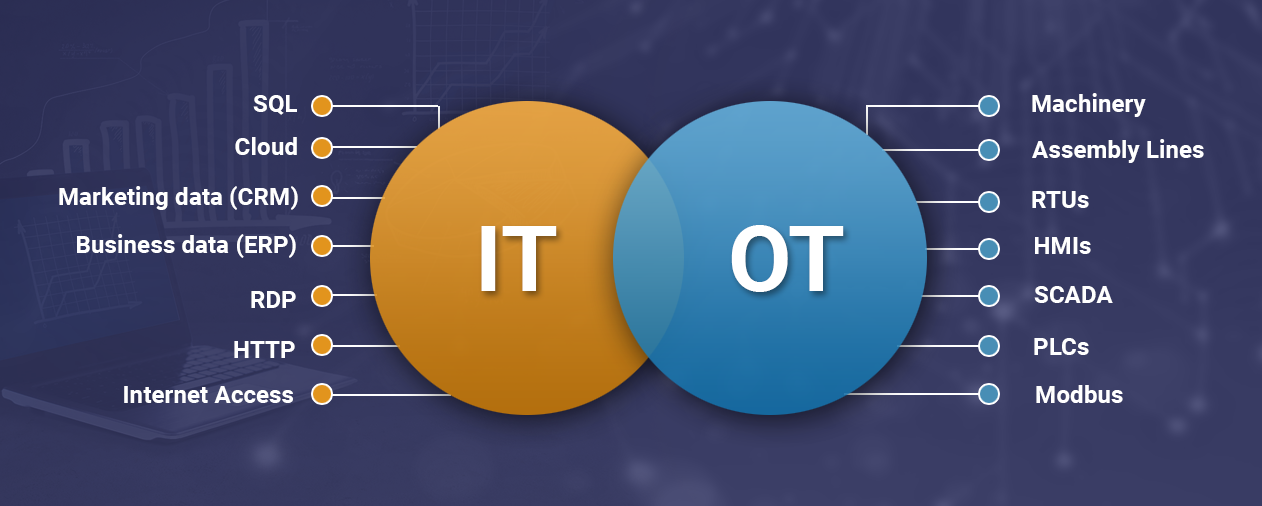 SQL
Cloud
Marketing data (CRM)
Business data (ERP)
RDP
HTTP
Internet Access
IT
OT
Machinery
Assembly Lines
RTUs
HMIs
SCADA
PLCs
Modbus